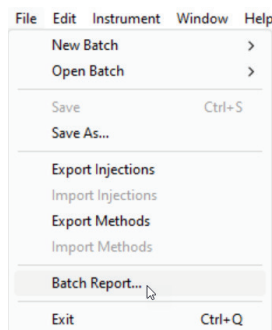 File Edit Instrument Window Help
New Batch >
Open Batch >
Save Ctrl+S
Save As...
Export Injections
Import Injections
Export Methods
Import Methods
Batch Report...
Exit Ctrl+Q